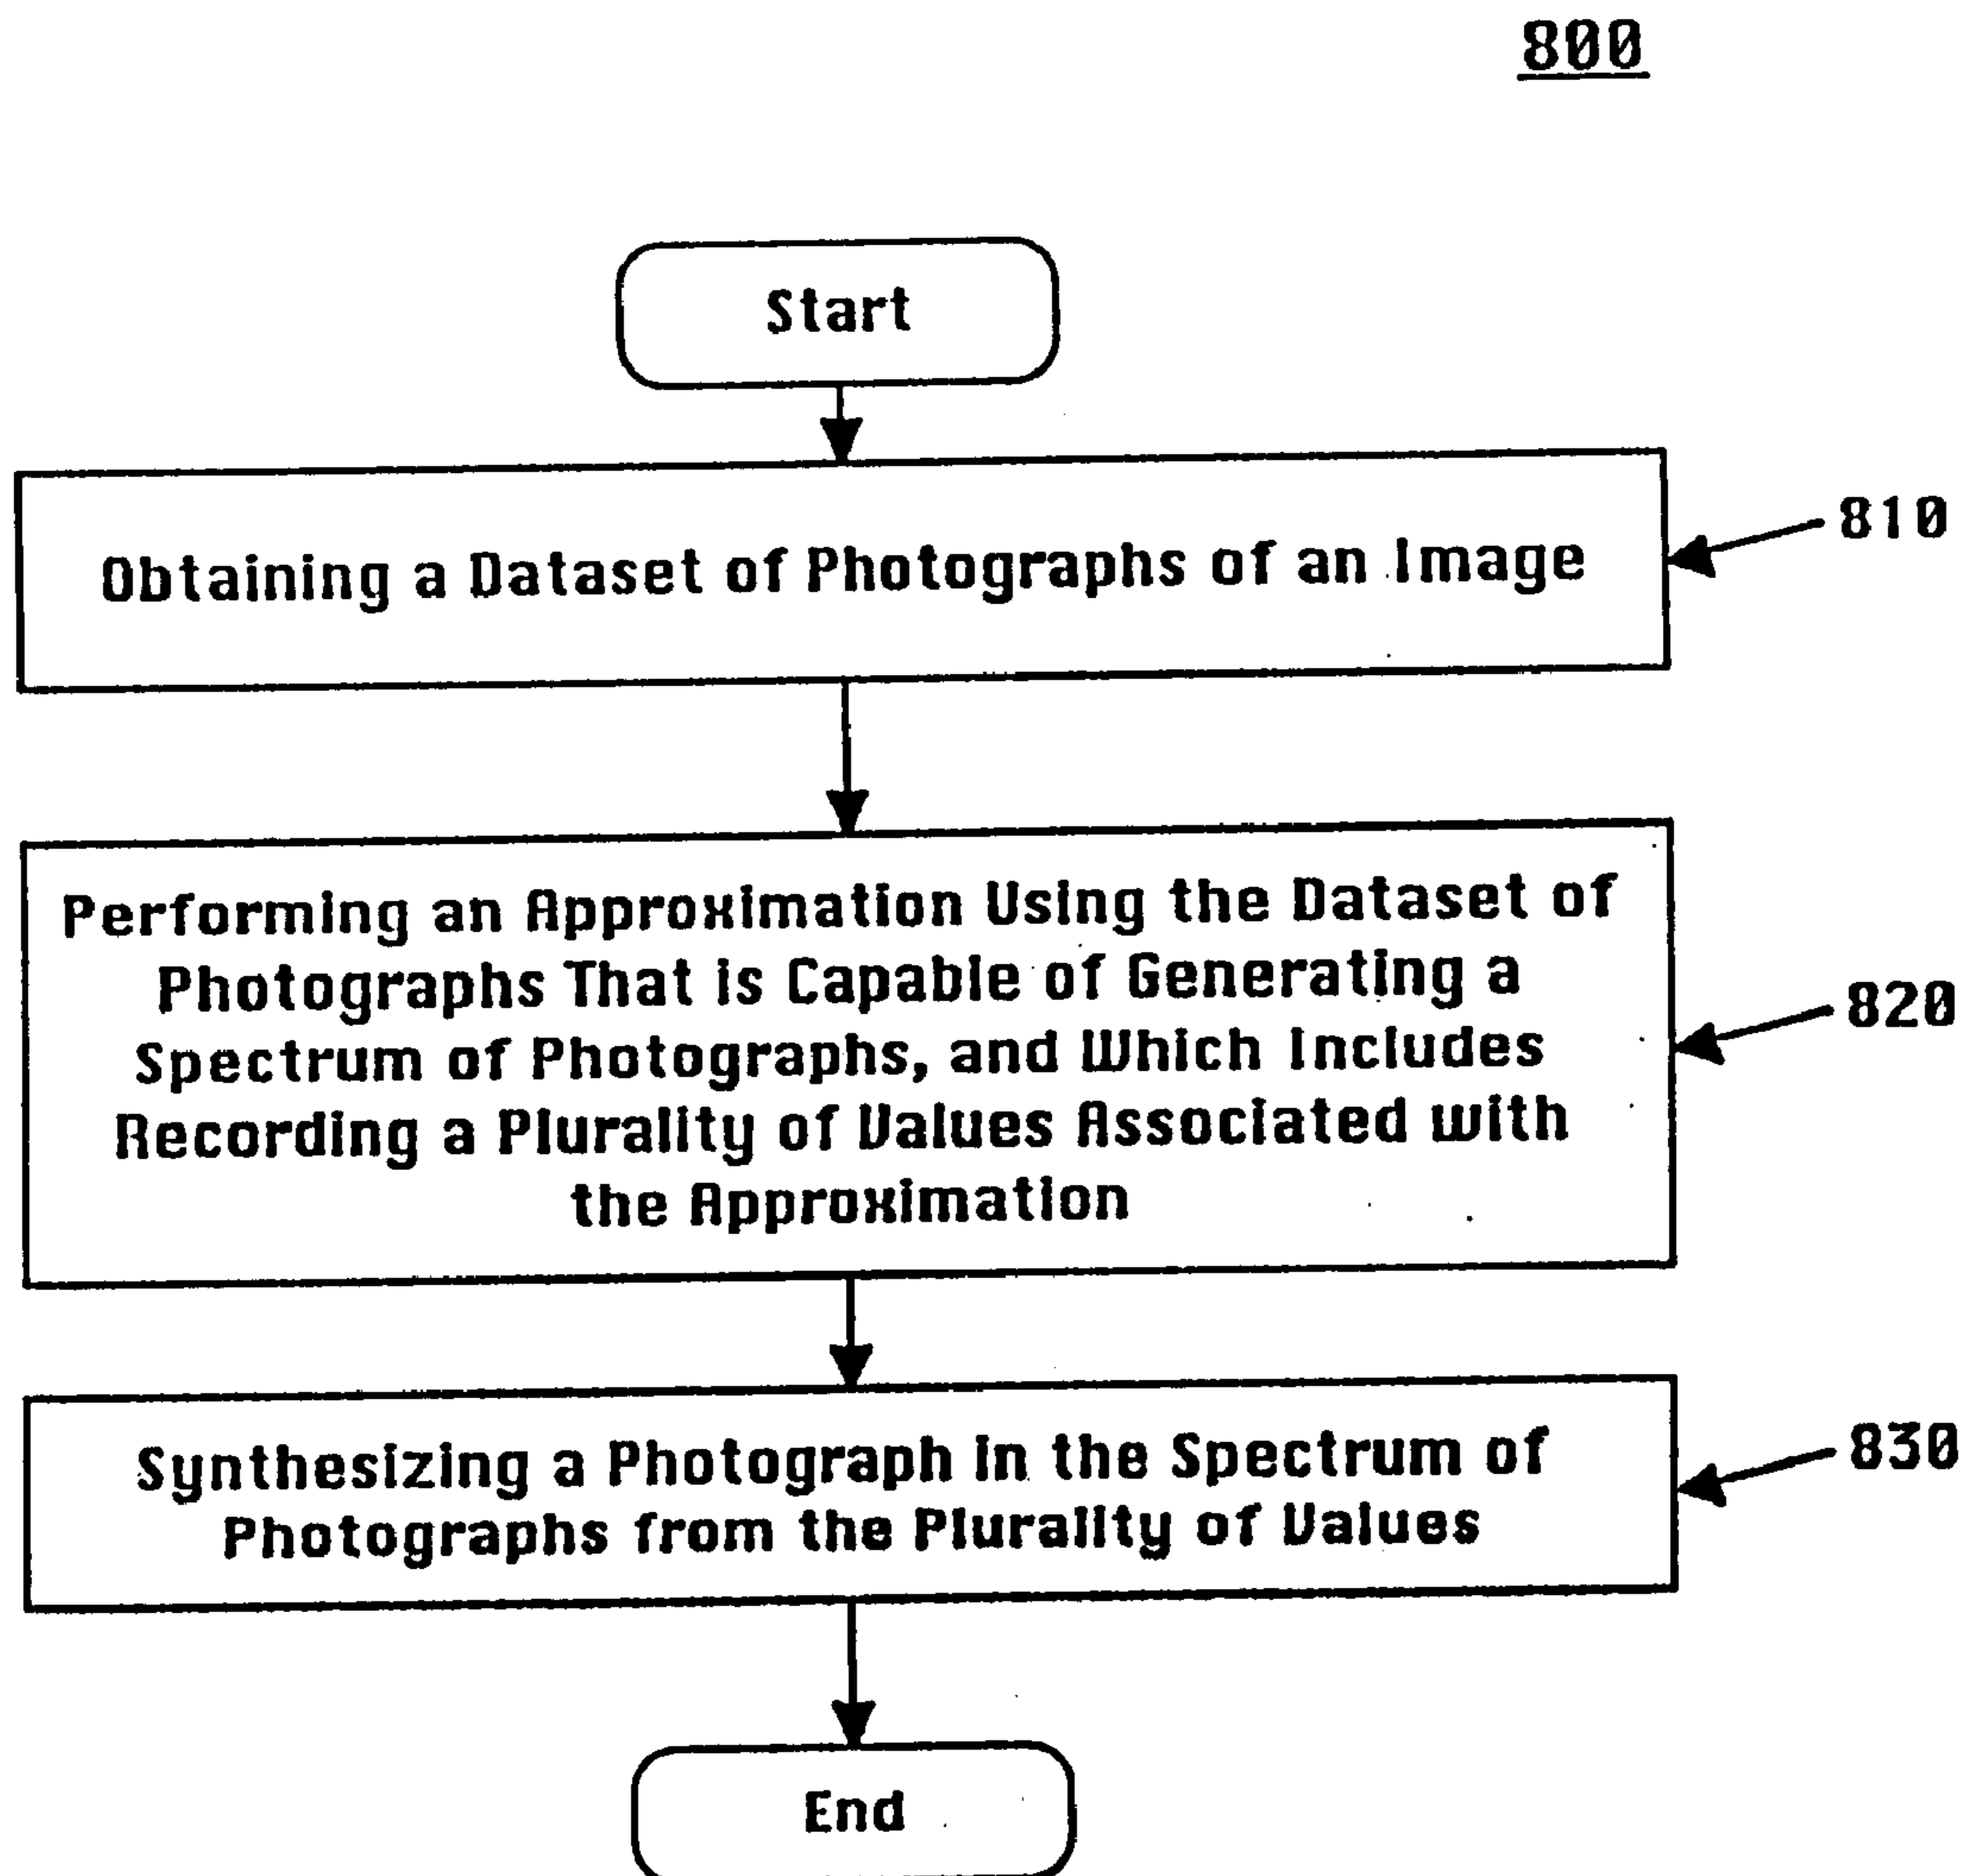 800
Start
Obtaining a Dataset of Photographs of an Image
810
Performing an Approximation Using the Dataset of
Photographs That is Capable of Generating a
Spectrum of Photographs, and Which Includes
Recording a Plurality of Values Associated with
the Approximation
820
Synthesizing a Photograph in the Spectrum of
Photographs from the Plurality of Values
830
End